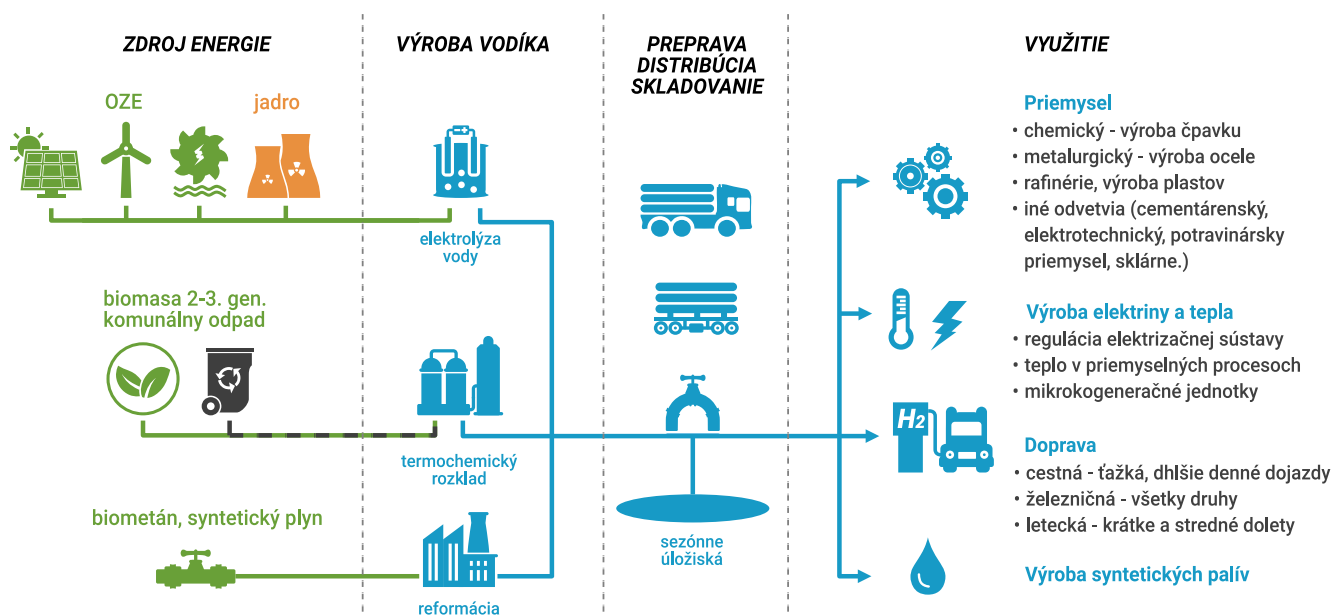 ZDROJ ENERGIE
VÝROBA VODÍKA
PREPRAVA
DISTRIBÚCIA
SKLADOVANIE
VYUŽITIE
OZE
jadro
elektrolýza
vody
biomasa 2-3. gen.
komunálny odpad
termochemický
rozklad
biometán, syntetický plyn
reformácia
sezónne
úložiská
Priemysel
• chemický - výroba čpavku
• metalurgický - výroba ocele
• rafinérie, výroba plastov
• iné odvetvia (cementárenský,
elektrotechnický, potravinársky
priemysel, sklárne.)
Výroba elektriny a tepla
• regulácia elektrizačnej sústavy
• teplo v priemyselných procesoch
• mikrokogeneračné jednotky
H2
Doprava
• cestná - ťažká, dhlšie denné dojazdy
• železničná - všetky druhy
• letecká - krátke a stredné dolety
Výroba syntetických palív